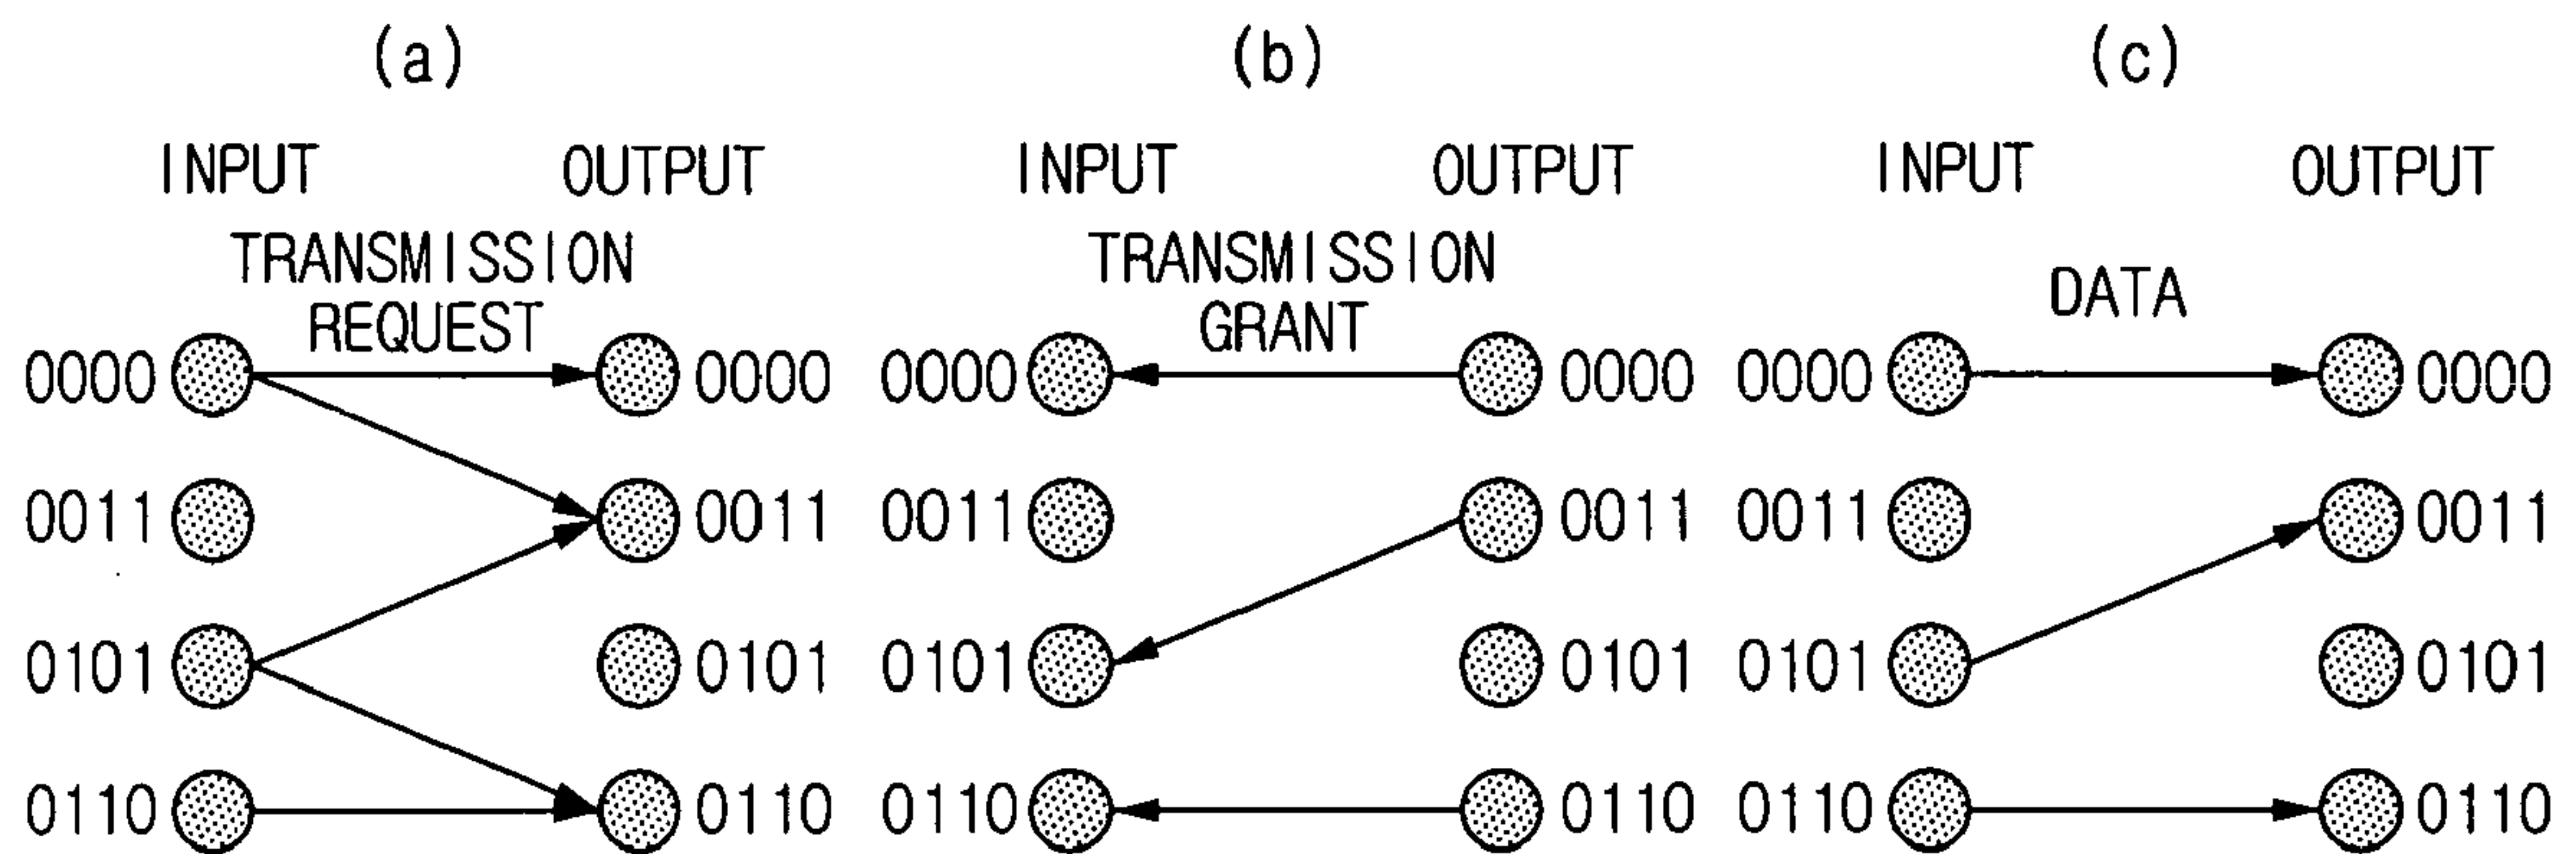 (a) (b) (c)
INPUT OUTPUT INPUT OUTPUT INPUT OUTPUT
TRANSMISSION TRANSMISSION
REQUEST GRANT DATA
0000 0000 0000 0000 0000 0000
0011 0011 0011 0011 0011 0011
0101 0101 0101 0101 0101 0101
0110 0110 0110 0110 0110 0110